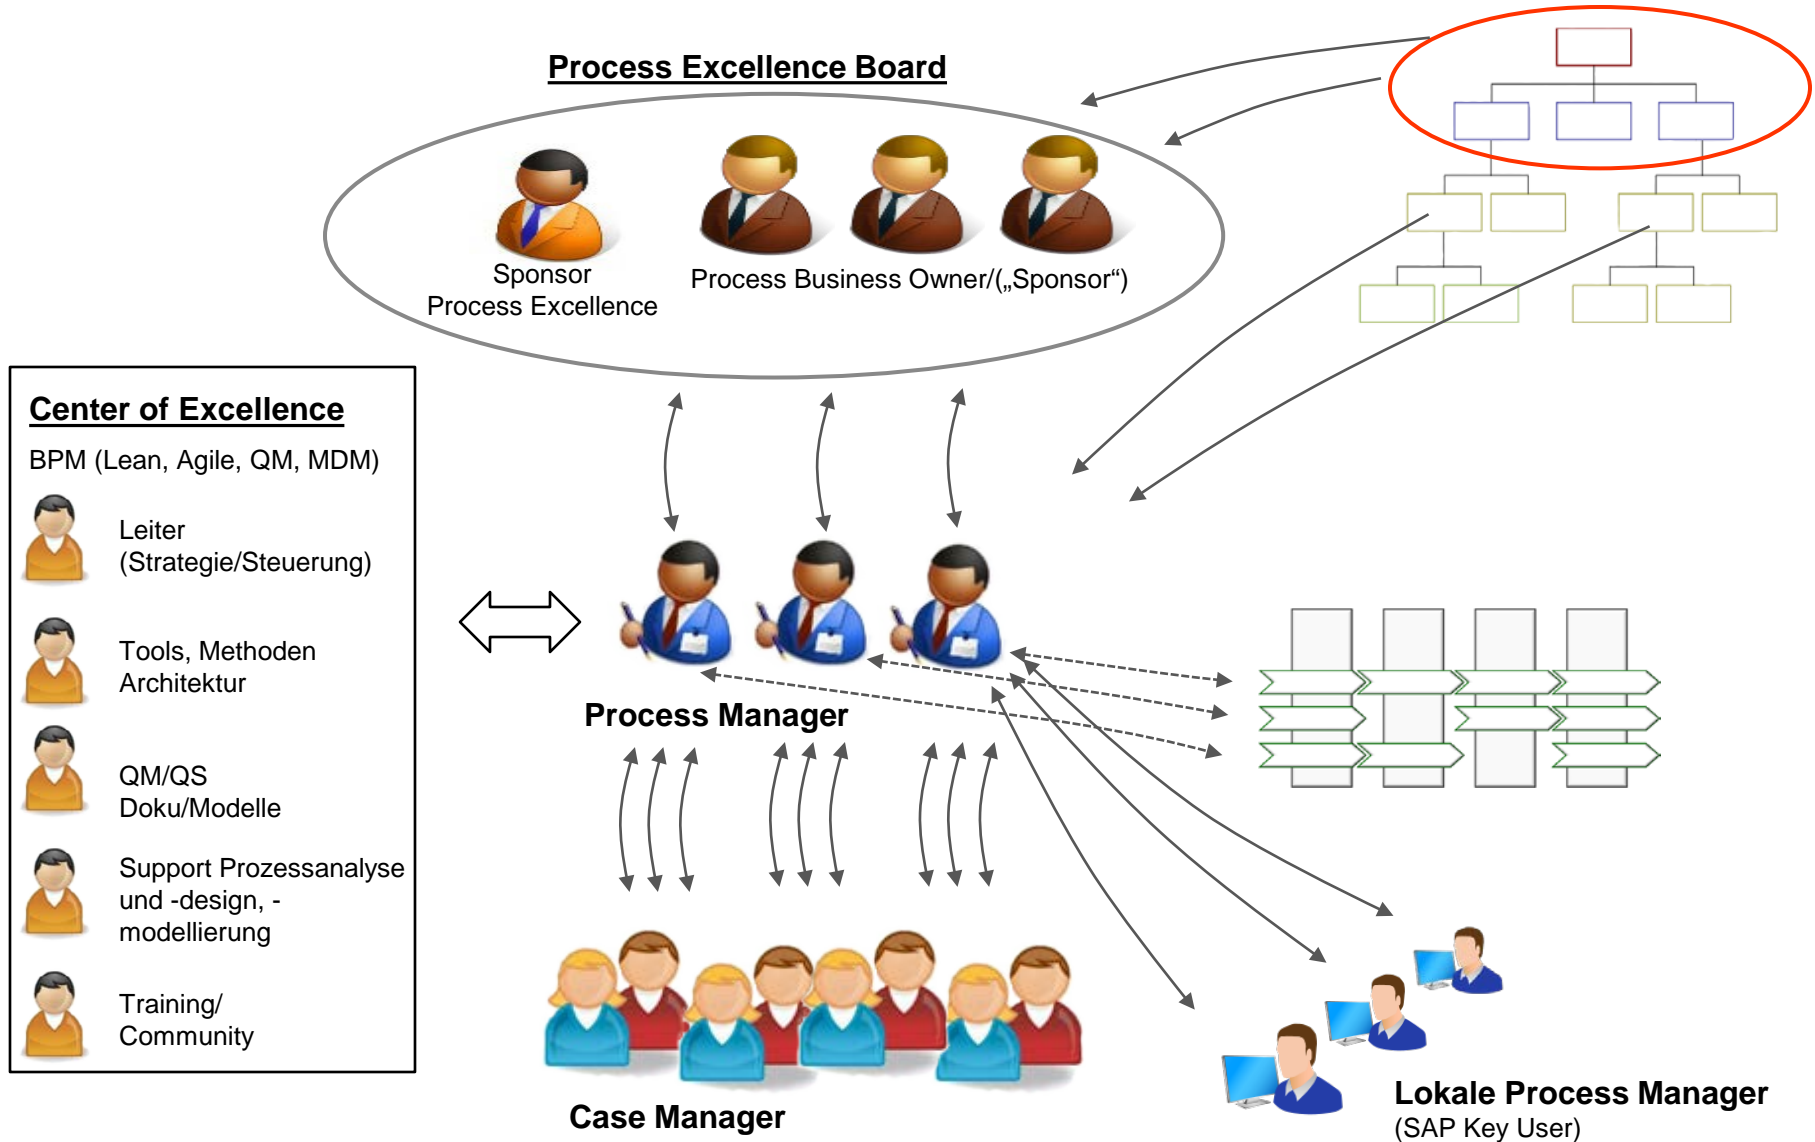 Process Excellence Board
Sponsor
Process Excellence
Process Business Owner/(„Sponsor“)
Center of Excellence
BPM (Lean, Agile, QM, MDM)
Leiter
(Strategie/Steuerung)
Tools, Methoden
Architektur
QM/QS
Doku/Modelle
Support Prozessanalyse
und -design, -
modellierung
Training/
Community
Process Manager
Case Manager
Lokale Process Manager
(SAP Key User)